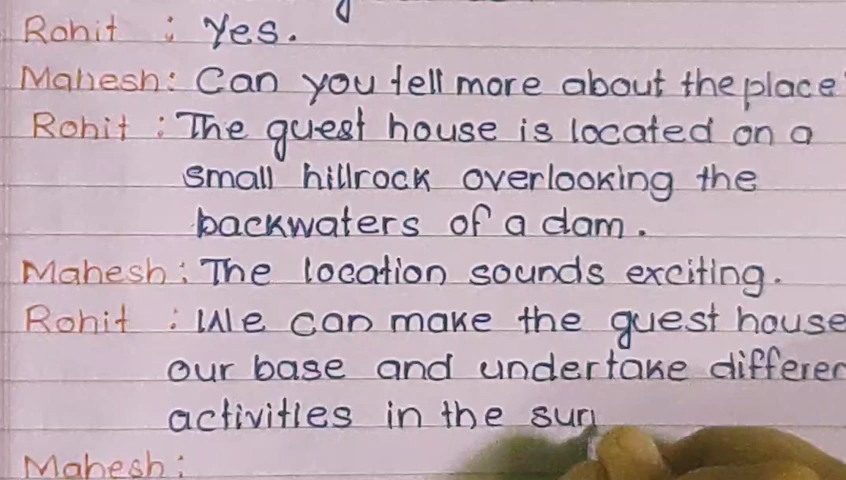 Rohit : Yes.
Mahesh: Can you tell more about the place
Rohit : The guest house is located on a
small hillrock overlooking the
backwaters of a dam.
Mahesh: The location sounds exciting.
Rohit : We can make the guest house
our base and undertake differen
activities in the sur
Mahesh: